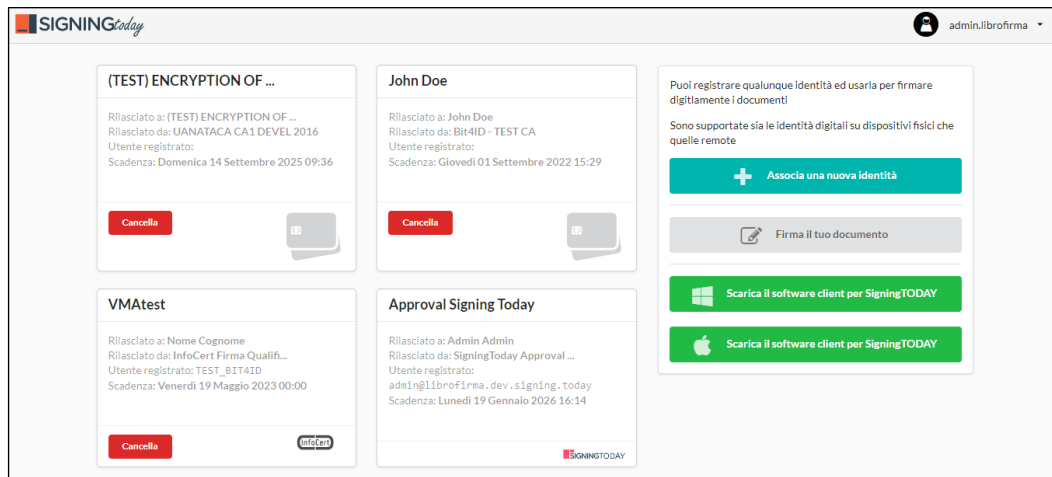 SIGNINGtoday
admin.librofirma
(TEST) ENCRYPTION OF ...
Rilasciato a: (TEST) ENCRYPTION OF ...
Rilasciato da: UANATACA CA1 DEVEL 2016
Utente registrato:
Scadenza: Domenica 14 Settembre 2025 09:36
Cancella
John Doe
Rilasciato a: John Doe
Rilasciato da: Bit4ID - TEST CA
Utente registrato:
Scadenza: Giovedì 01 Settembre 2022 15:29
Cancella
VMAtest
Rilasciato a: Nome Cognome
Rilasciato da: InfoCert Firma Qualifi...
Utente registrato: TEST_BIT4ID
Scadenza: Venerdì 19 Maggio 2023 00:00
Cancella
InfoCert
Approval Signing Today
Rilasciato a: Admin Admin
Rilasciato da: SigningToday Approval ...
Utente registrato:
admin@librofirma.dev.signing.today
Scadenza: Lunedì 19 Gennaio 2026 16:14
SIGNINGTODAY
Puoi registrare qualunque identità ed usarla per firmare
digitlamente i documenti
Sono supportate sia le identità digitali su dispositivi fisici che
quelle remote
Associa una nuova identità
Firma il tuo documento
Scarica il software client per SigningTODAY
Scarica il software client per SigningTODAY